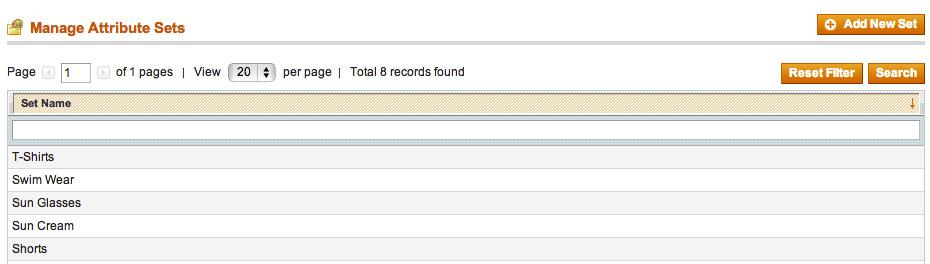 Manage Attribute Sets
Add New Set
Page 1 of 1 pages | View 20 per page | Total 8 records found
Reset Filter Search
Set Name
T-Shirts
Swim Wear
Sun Glasses
Sun Cream
Shorts